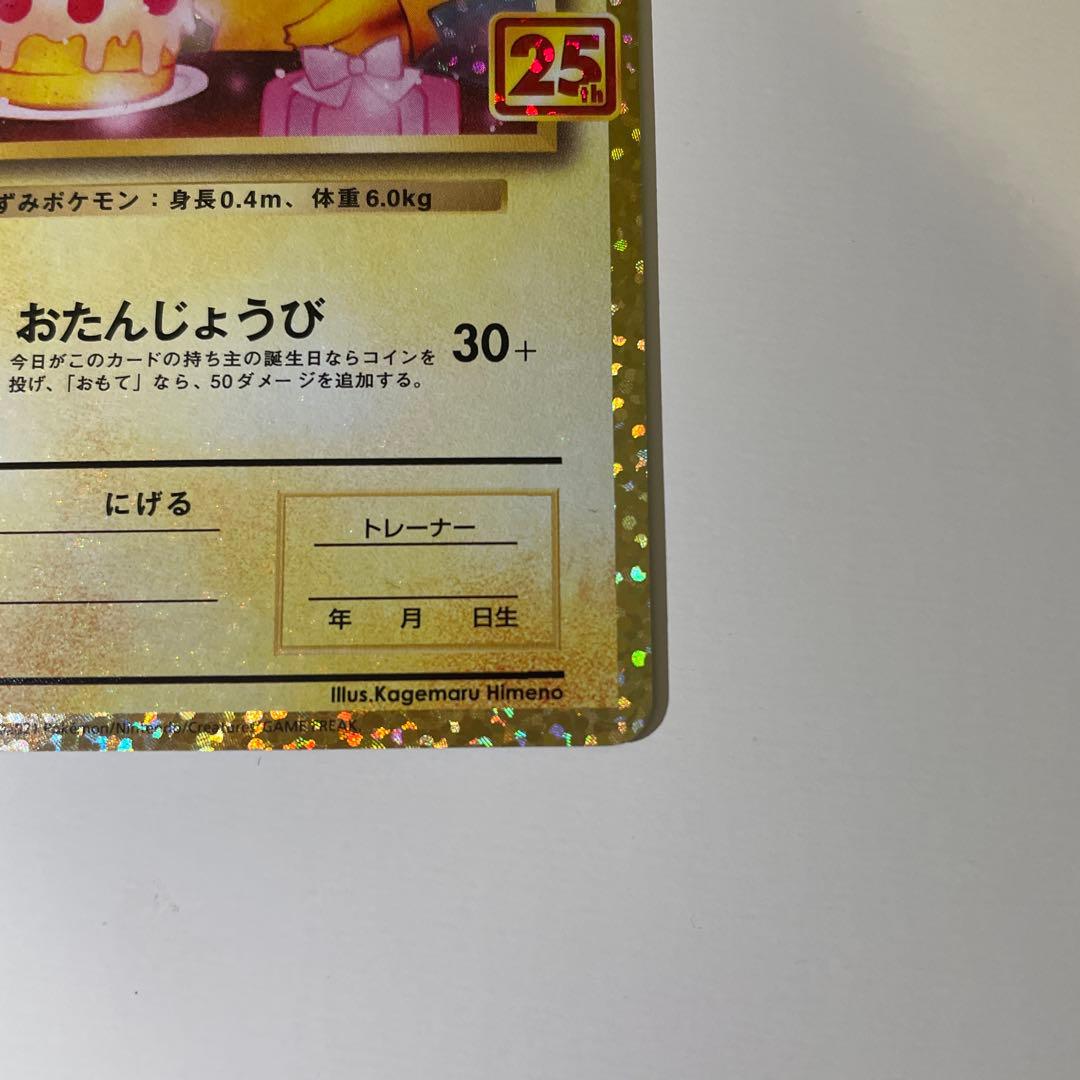 25th
ずみポケモン：身長0.4m、体重6.0kg
おたんじょうび 30+
今日がこのカードの持ち主の誕生日ならコインを
投げ、「おもて」なら、50ダメージを追加する。
にげる
トレーナー
年 月 日生
Illus.Kagemaru Himeno
2021 Pokémon/Nintendo/Creatures/GAME FREAK.